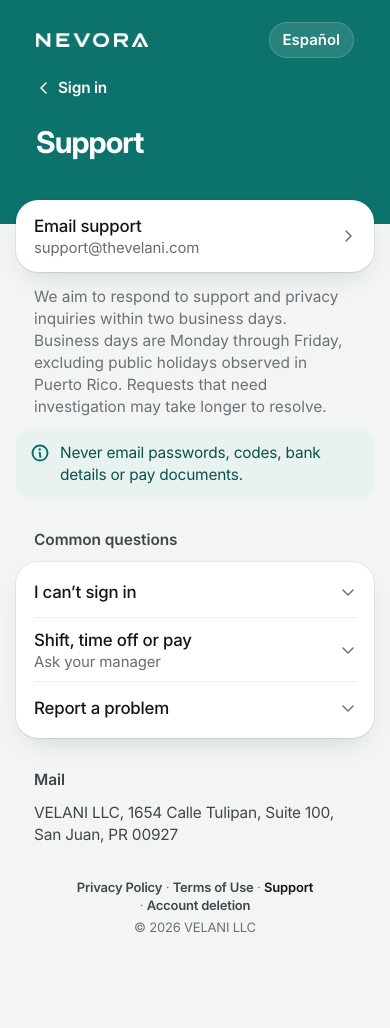 NEVORA
Español
Sign in
Support
Email support
support@thevelani.com
We aim to respond to support and privacy
inquiries within two business days.
Business days are Monday through Friday,
excluding public holidays observed in
Puerto Rico. Requests that need
investigation may take longer to resolve.
Never email passwords, codes, bank
details or pay documents.
Common questions
I can’t sign in
Shift, time off or pay
Ask your manager
Report a problem
Mail
VELANI LLC, 1654 Calle Tulipan, Suite 100,
San Juan, PR 00927
Privacy Policy · Terms of Use · Support
· Account deletion
© 2026 VELANI LLC